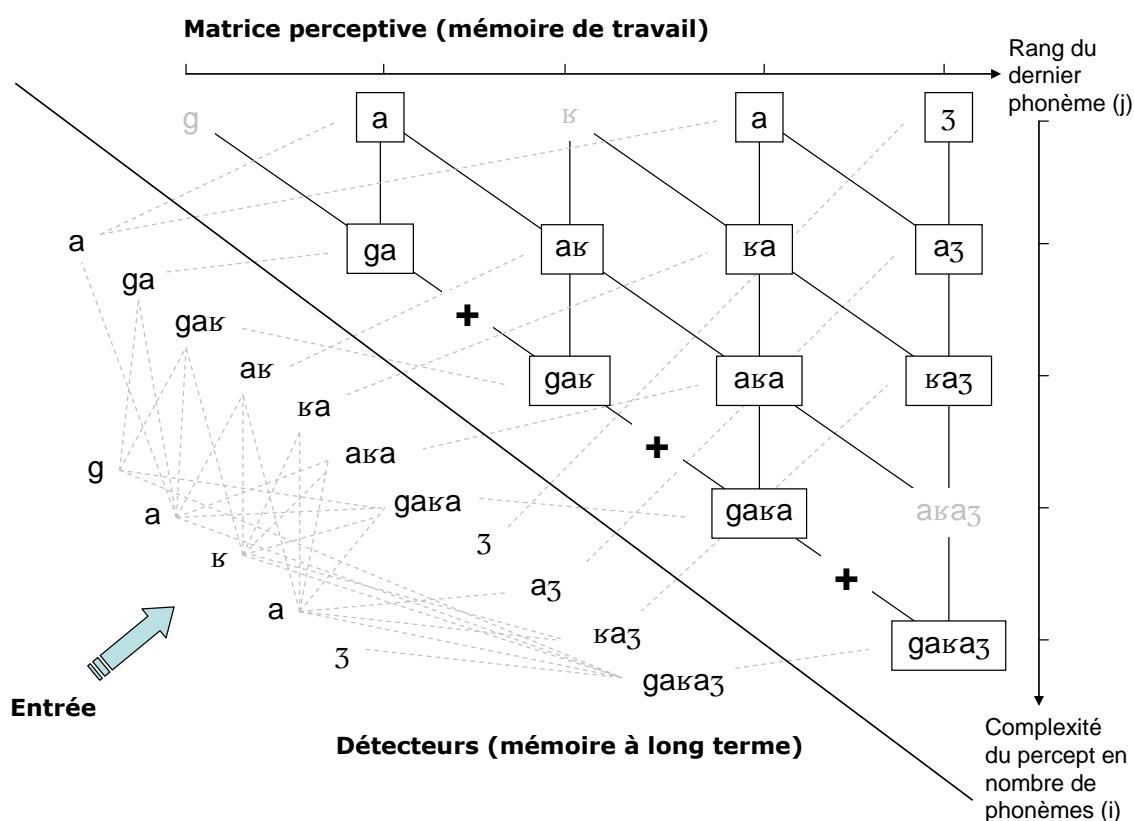 Matrice perceptive (mémoire de travail)
Rang du
dernier
phonème (j)
g a ʁ a ʒ
ga aʁ ʁa aʒ
+
gaʁ aʁa ʁaʒ
+
gaʁa aʁaʒ
+
gaʁaʒ
a
ga
gaʁ
aʁ
ʁa
aʁa
gaʁa
ʒ
aʒ
ʁaʒ
gaʁaʒ
g
a
ʁ
a
ʒ
Entrée
Détecteurs (mémoire à long terme)
Complexité
du percept en
nombre de
phonèmes (i)